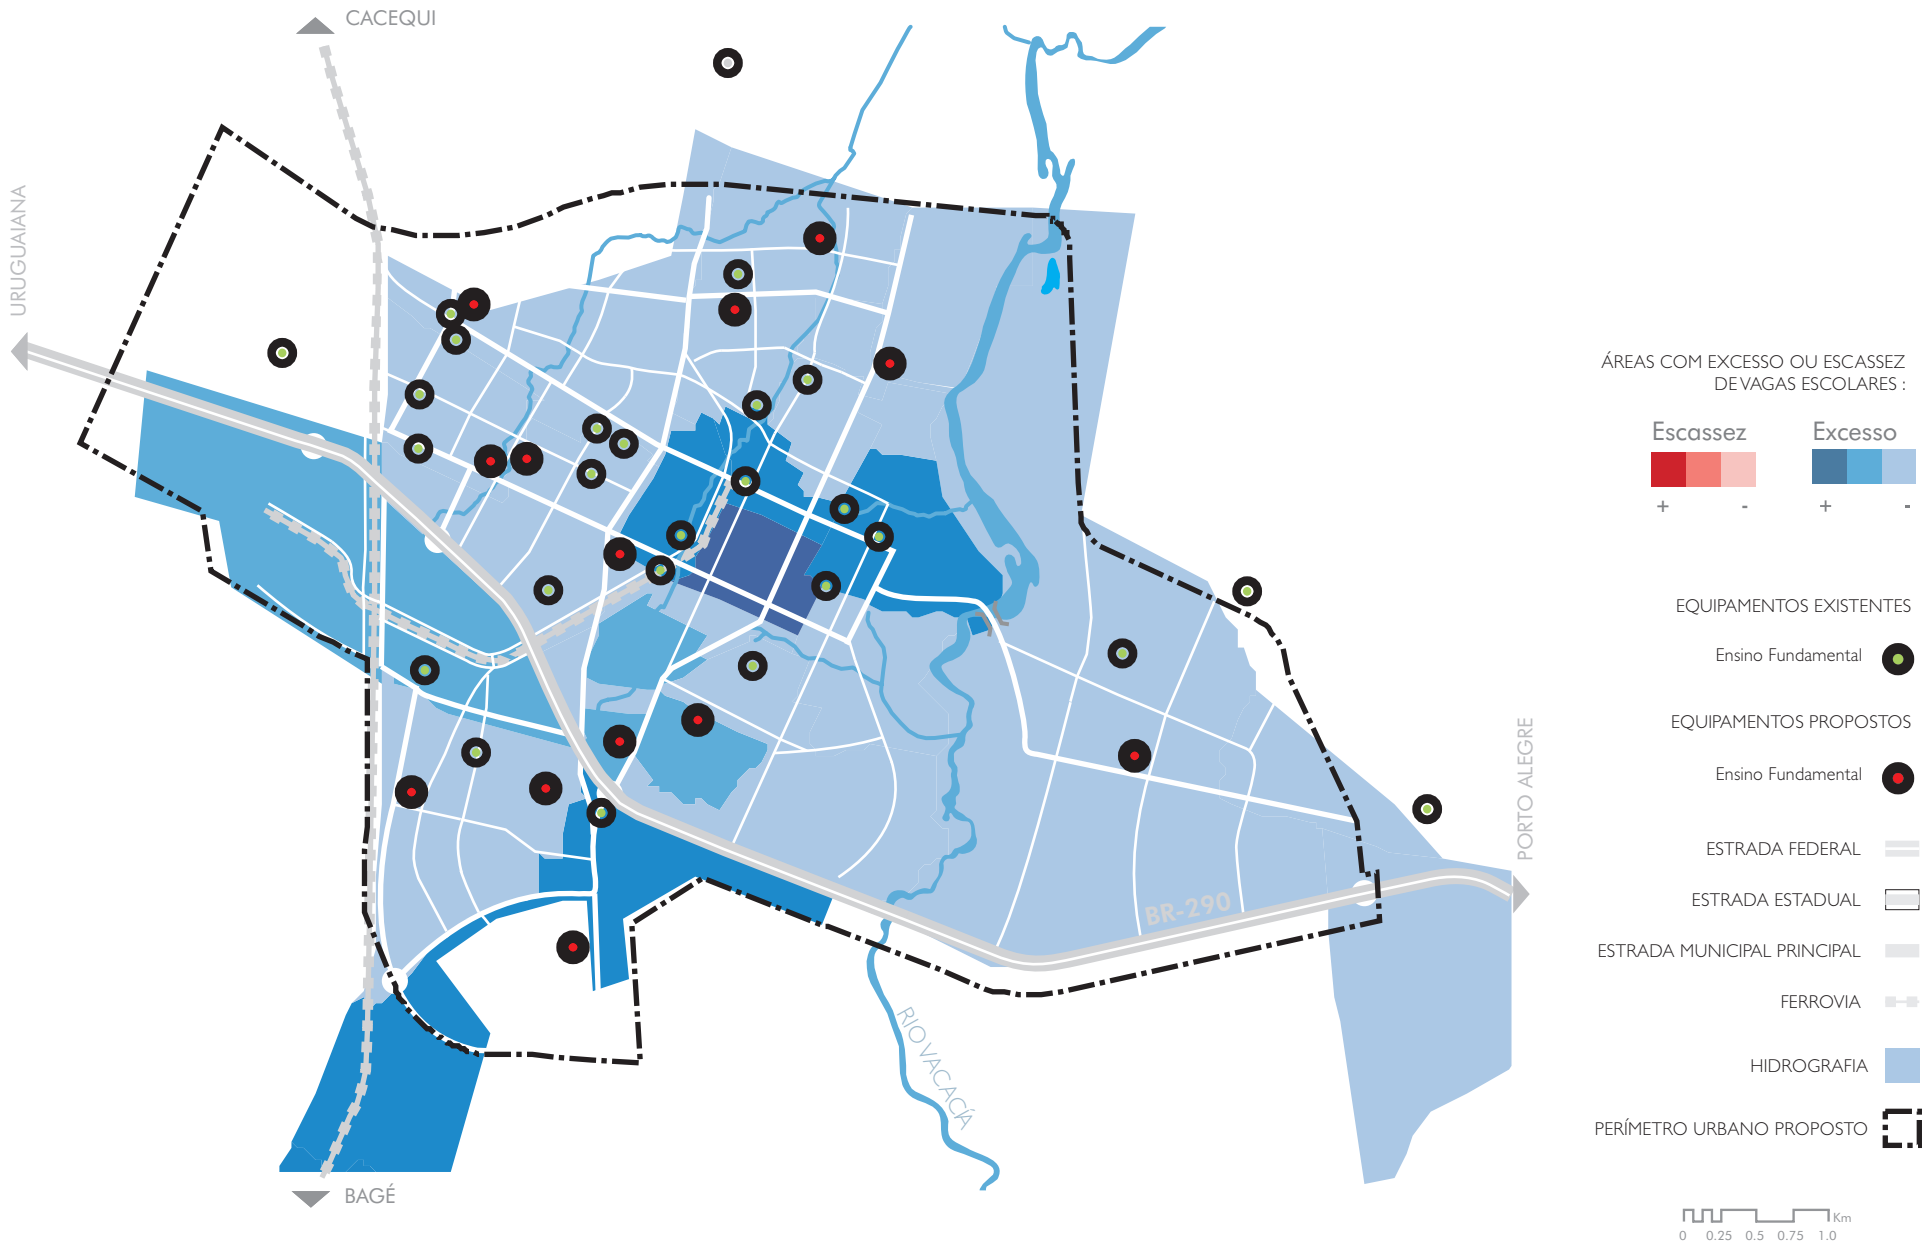 CACEQUI
URUGUAIANA
PORTO ALEGRE
BR-290
RIO VACACÍA
BAGÉ
ÁREAS COM EXCESSO OU ESCASSEZ
DE VAGAS ESCOLARES :
Escassez
Excesso
+ -
+ -
EQUIPAMENTOS EXISTENTES
Ensino Fundamental
EQUIPAMENTOS PROPOSTOS
Ensino Fundamental
ESTRADA FEDERAL
ESTRADA ESTADUAL
ESTRADA MUNICIPAL PRINCIPAL
FERROVIA
HIDROGRAFIA
PERÍMETRO URBANO PROPOSTO
Km
0 0.25 0.5 0.75 1.0